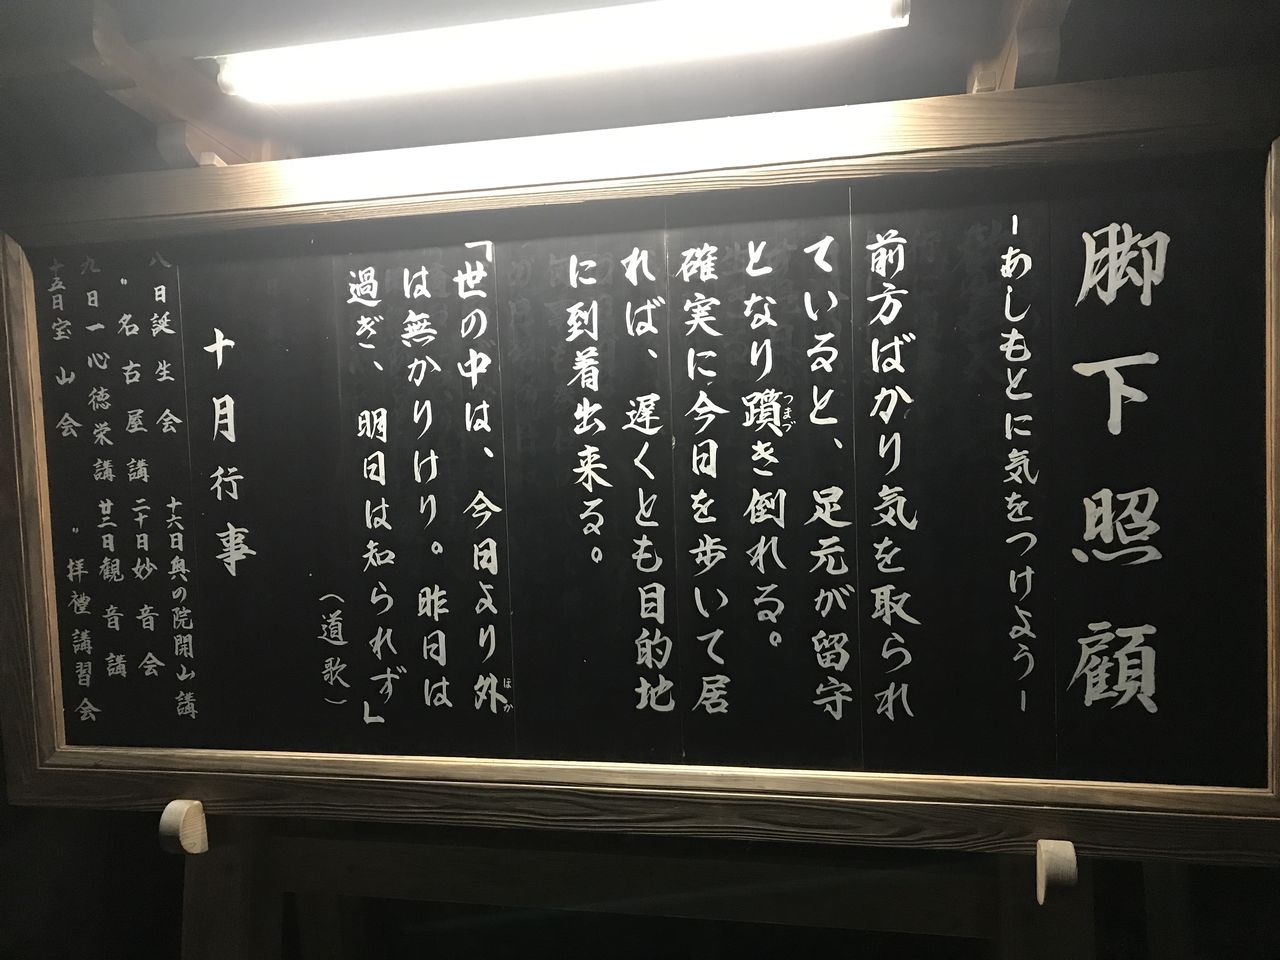 脚下照顧
ーあしもとに気をつけようー
前方ばかり気を取られ
ていると、足元が留守
となり躓き倒れる。
つまづ
確実に今日を歩いて居
れば、遅くとも目的地
に到着出来る。
「世の中は、今日より外
ほか
は無かりけり。昨日は
過ぎ、明日は知られず」
（道歌）
十月行事
八日誕生会
〃名古屋講
九日一心徳栄講
十五日宝山会
十六日奥の院開山講
二十日妙音会
廿二日観音講
〃拝禮講習会